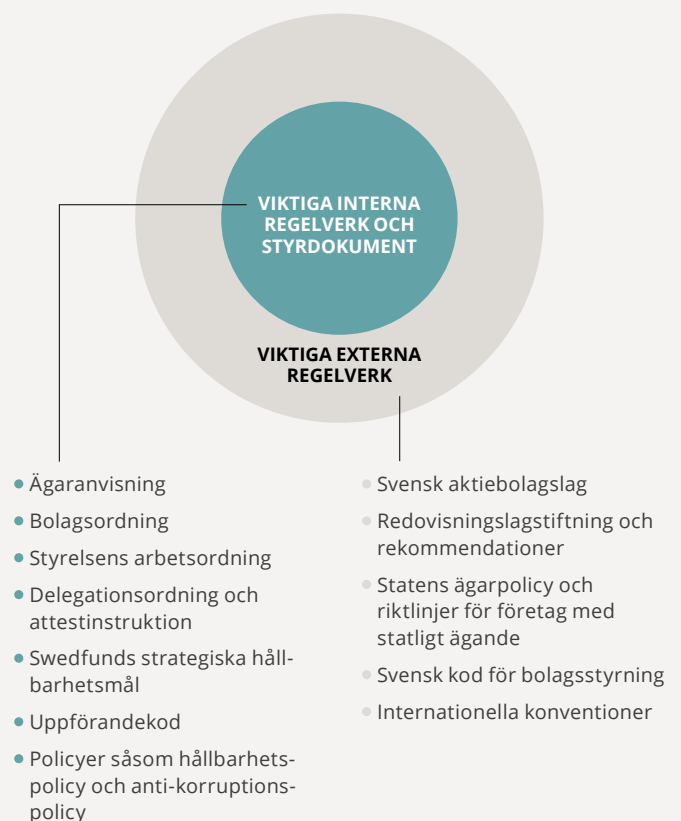 VIKTIGA INTERNA
REGELVERK OCH
STYRDOKUMENT
VIKTIGA EXTERNA
REGELVERK
• Ägaranvisning
• Bolagsordning
• Styrelsens arbetsordning
• Delegationsordning och
attestinstruktion
• Swedfunds strategiska håll-
barhetsmål
• Uppförandekod
• Policyer såsom hållbarhets-
policy och anti-korruptions-
policy
• Svensk aktiebolagslag
• Redovisningslagstiftning och
rekommendationer
• Statens ägarpolicy och
riktlinjer för företag med
statligt ägande
• Svensk kod för bolagsstyrning
• Internationella konventioner